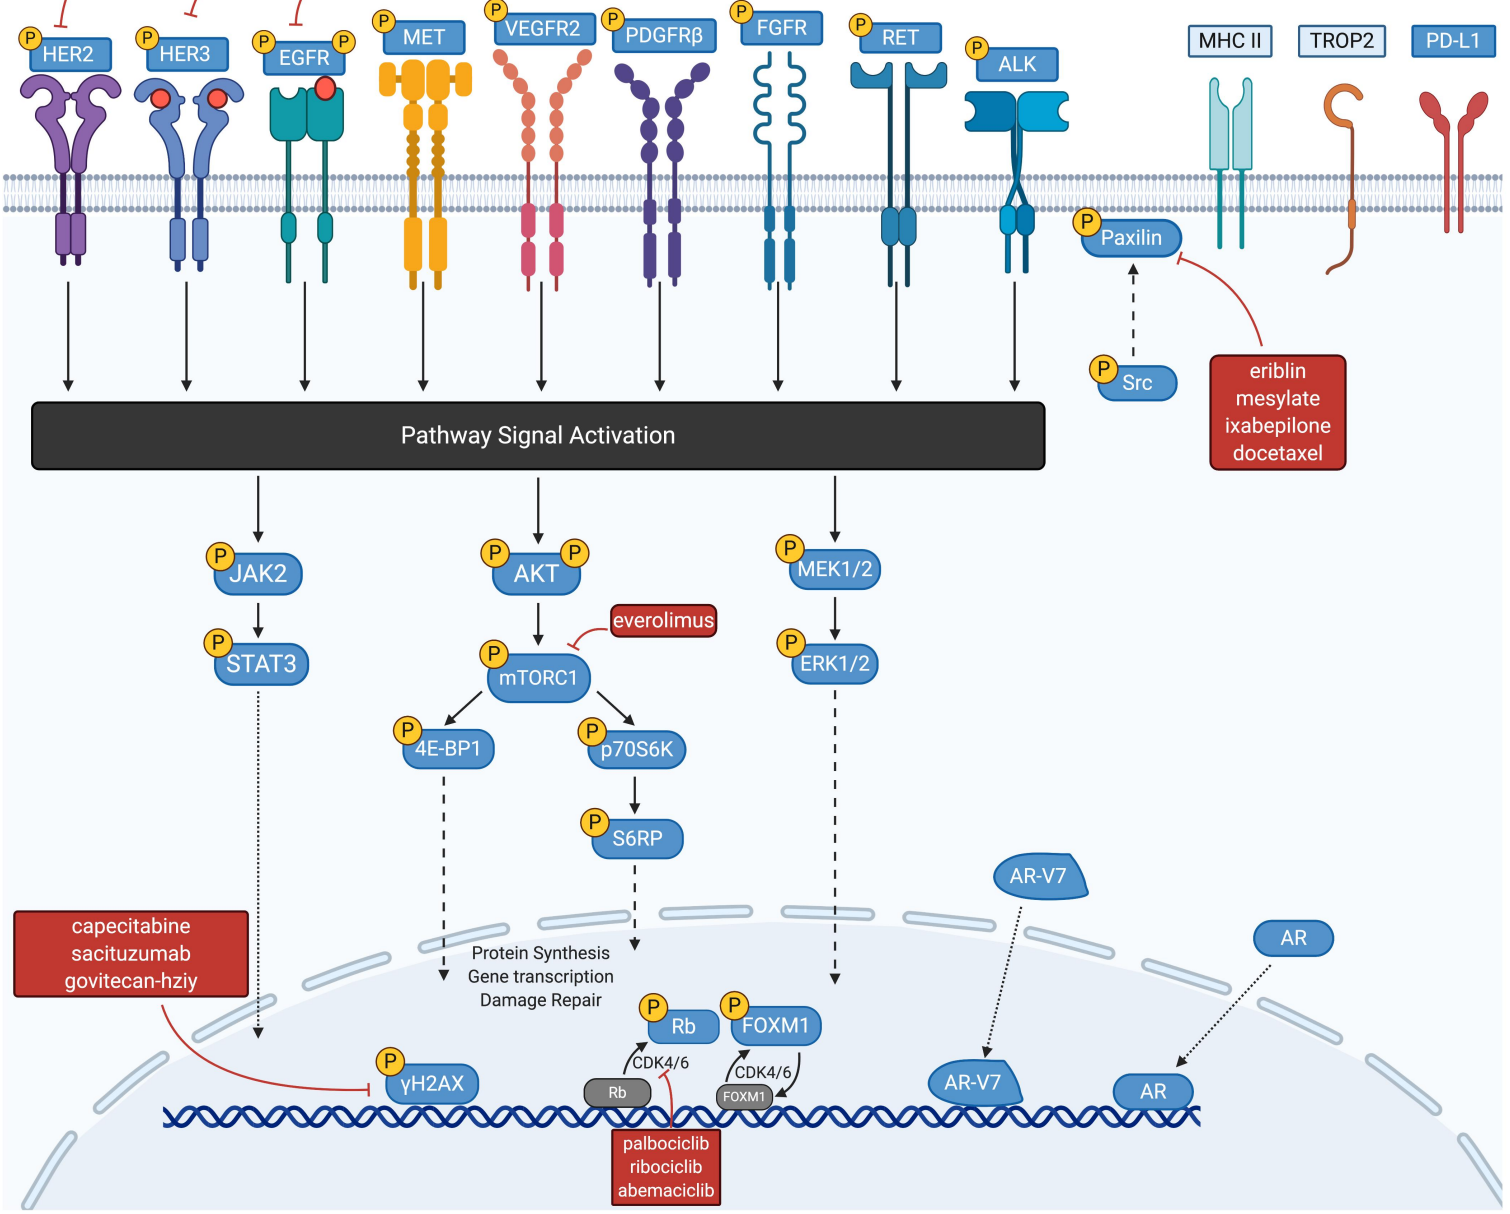 P HER2
P HER3
P EGFR P
P MET
P VEGFR2
P PDGFRβ
P FGFR
P RET
P ALK
MHC II
TROP2
PD-L1
P Paxilin
P Src
eriblin
mesylate
ixabepilone
docetaxel
Pathway Signal Activation
P JAK2
P AKT P
P MEK1/2
everolimus
P STAT3
P mTORC1
P ERK1/2
P 4E-BP1
P p70S6K
P S6RP
AR-V7
AR
capecitabine
sacituzumab
govitecan-hziy
Protein Synthesis
Gene transcription
Damage Repair
P Rb
P FOXM1
CDK4/6
CDK4/6
P γH2AX
Rb
FOXM1
AR-V7
AR
palbociclib
ribociclib
abemaciclib